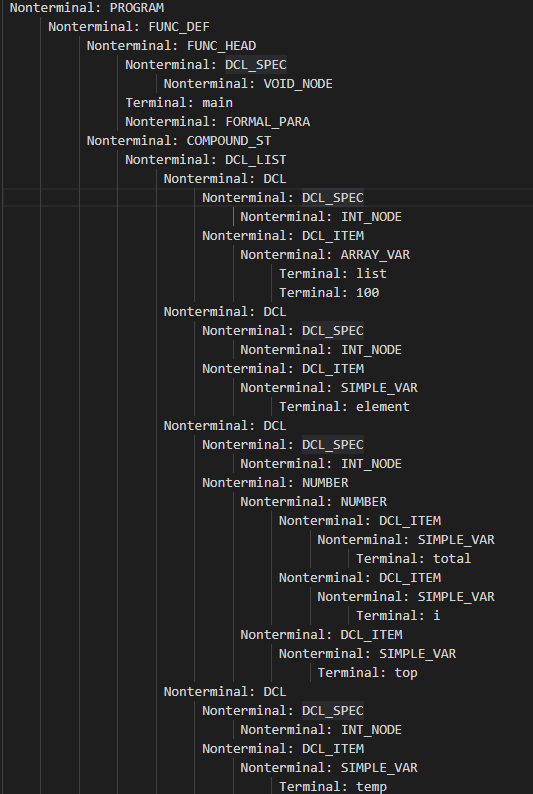 Nonterminal: PROGRAM
Nonterminal: FUNC_DEF
Nonterminal: FUNC_HEAD
Nonterminal: DCL_SPEC
Nonterminal: VOID_NODE
Terminal: main
Nonterminal: FORMAL_PARA
Nonterminal: COMPOUND_ST
Nonterminal: DCL_LIST
Nonterminal: DCL
Nonterminal: DCL_SPEC
Nonterminal: INT_NODE
Nonterminal: DCL_ITEM
Nonterminal: ARRAY_VAR
Terminal: list
Terminal: 100
Nonterminal: DCL
Nonterminal: DCL_SPEC
Nonterminal: INT_NODE
Nonterminal: DCL_ITEM
Nonterminal: SIMPLE_VAR
Terminal: element
Nonterminal: DCL
Nonterminal: DCL_SPEC
Nonterminal: INT_NODE
Nonterminal: NUMBER
Nonterminal: NUMBER
Nonterminal: DCL_ITEM
Nonterminal: SIMPLE_VAR
Terminal: total
Nonterminal: DCL_ITEM
Nonterminal: SIMPLE_VAR
Terminal: i
Nonterminal: DCL_ITEM
Nonterminal: SIMPLE_VAR
Terminal: top
Nonterminal: DCL
Nonterminal: DCL_SPEC
Nonterminal: INT_NODE
Nonterminal: DCL_ITEM
Nonterminal: SIMPLE_VAR
Terminal: temp